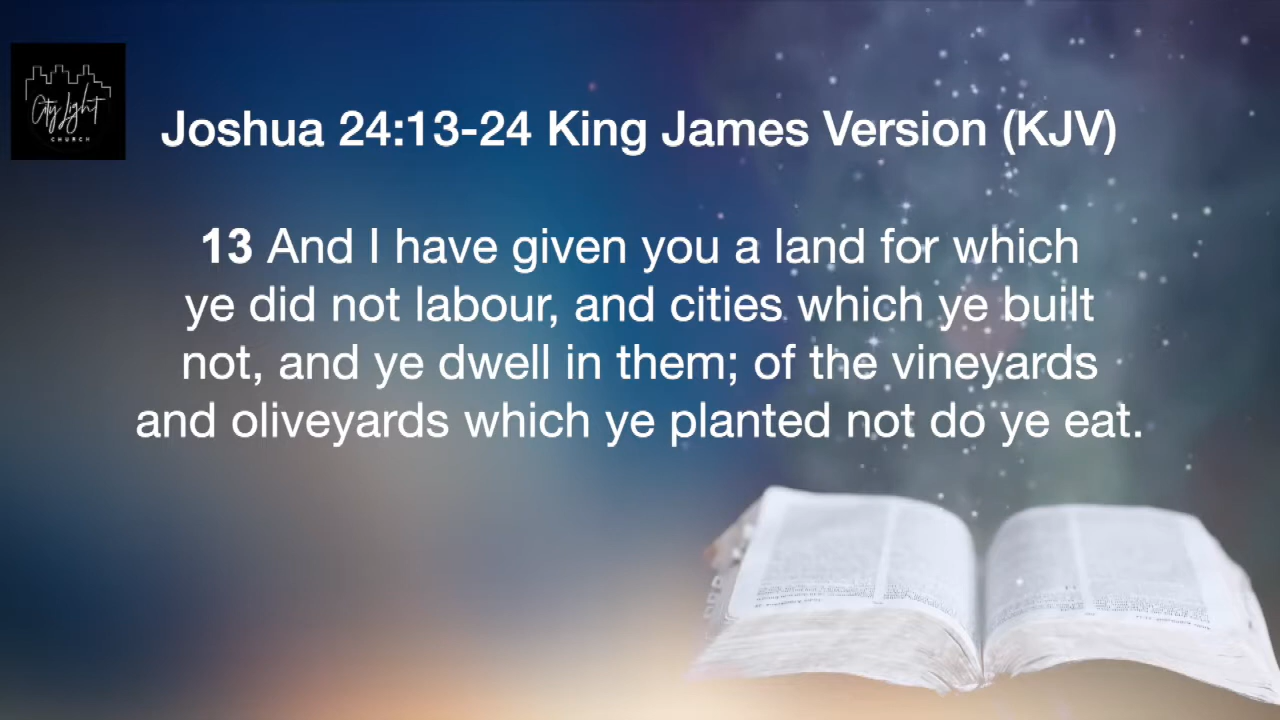 City Light
CHURCH
Joshua 24:13-24 King James Version (KJV)
13 And I have given you a land for which
ye did not labour, and cities which ye built
not, and ye dwell in them; of the vineyards
and oliveyards which ye planted not do ye eat.